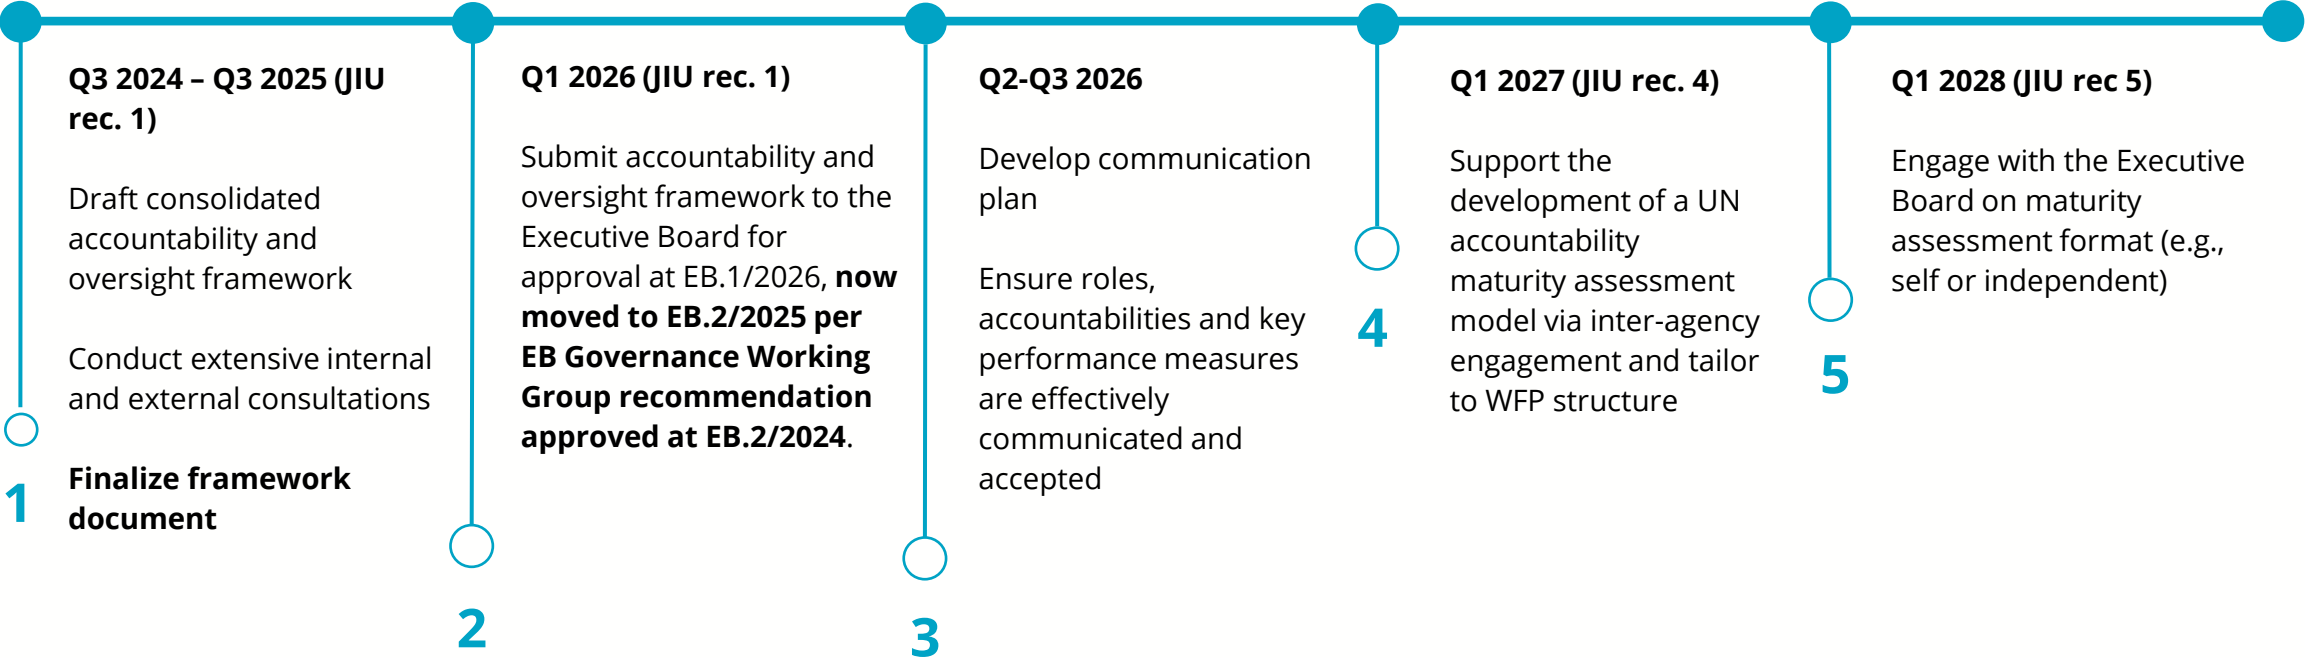 Q3 2024 – Q3 2025 (JIU
rec. 1)
Draft consolidated
accountability and
oversight framework
Conduct extensive internal
and external consultations
Finalize framework
document
1
Q1 2026 (JIU rec. 1)
Submit accountability and
oversight framework to the
Executive Board for
approval at EB.1/2026, now
moved to EB.2/2025 per
EB Governance Working
Group recommendation
approved at EB.2/2024.
2
Q2-Q3 2026
Develop communication
plan
Ensure roles,
accountabilities and key
performance measures
are effectively
communicated and
accepted
3
Q1 2027 (JIU rec. 4)
Support the
development of a UN
accountability
maturity assessment
model via inter-agency
engagement and tailor
to WFP structure
4
Q1 2028 (JIU rec 5)
Engage with the Executive
Board on maturity
assessment format (e.g.,
self or independent)
5